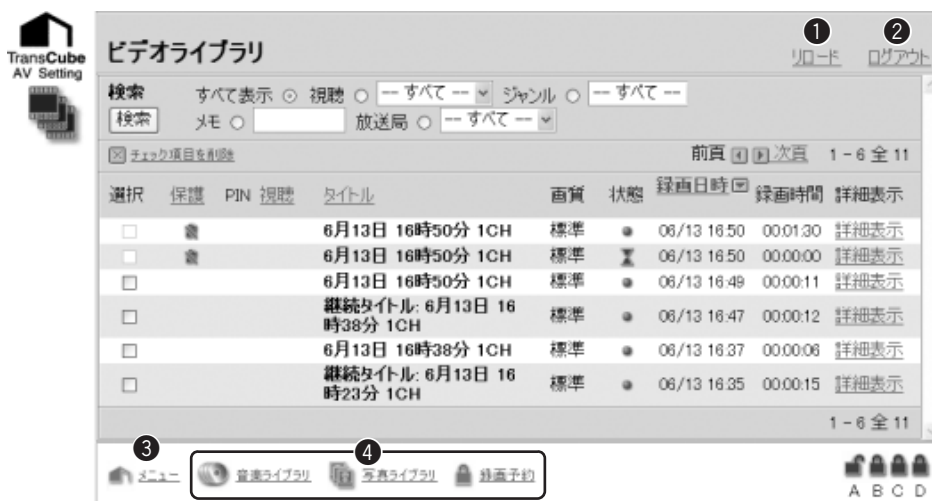 TransCube
AV Setting
ビデオライブラリ
❶ ❷
リロード ログアウト
検索 すべて表示 視聴 -- すべて -- ジャンル -- すべて --
検索 メモ 放送局 -- すべて --
チェック項目を削除 前頁 次頁 1 - 6 全 11
選択 保護 PIN 視聴 タイトル 画質 状態 録画日時 録画時間 詳細表示
6月13日 16時50分 1CH 標準 06/13 16:50 00:01:30 詳細表示
6月13日 16時50分 1CH 標準 06/13 16:50 00:00:00 詳細表示
6月13日 16時50分 1CH 標準 06/13 16:49 00:00:11 詳細表示
継続タイトル: 6月13日 16
時38分 1CH 標準 06/13 16:47 00:00:12 詳細表示
6月13日 16時38分 1CH 標準 06/13 16:37 00:00:06 詳細表示
継続タイトル: 6月13日 16
時23分 1CH 標準 06/13 16:35 00:00:15 詳細表示
1 - 6 全 11
❸ ❹
メニュー 音楽ライブラリ 写真ライブラリ 録画予約
A B C D